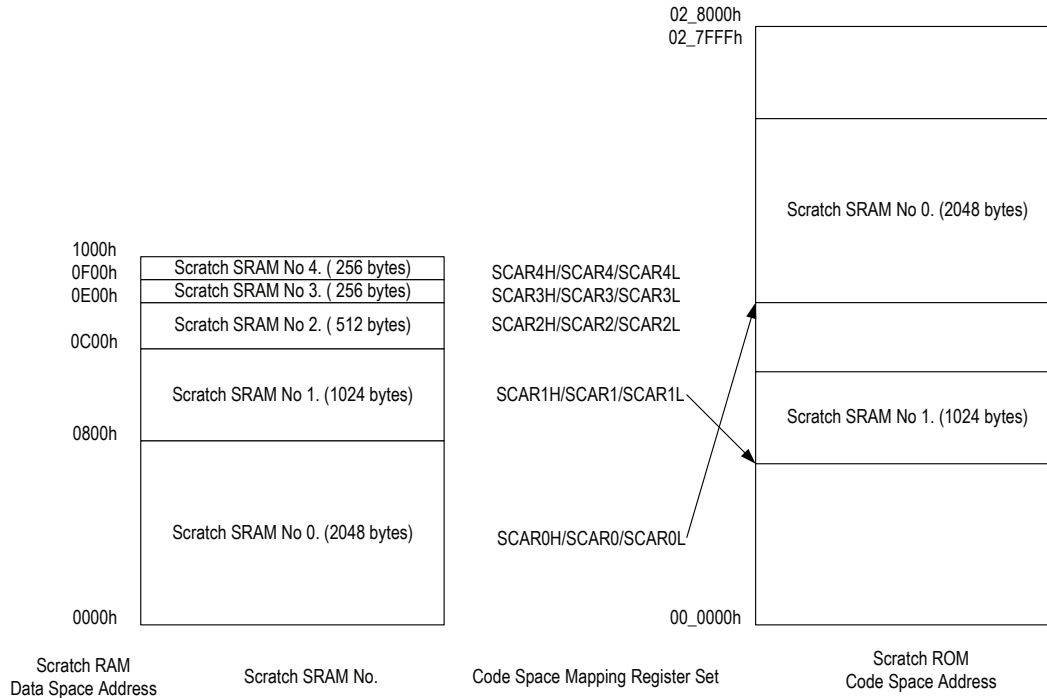 02_8000h
02_7FFFh
Scratch SRAM No 0. (2048 bytes)
1000h
0F00h
0E00h
0C00h
Scratch SRAM No 4. ( 256 bytes)
Scratch SRAM No 3. ( 256 bytes)
Scratch SRAM No 2. ( 512 bytes)
SCAR4H/SCAR4/SCAR4L
SCAR3H/SCAR3/SCAR3L
SCAR2H/SCAR2/SCAR2L
Scratch SRAM No 1. (1024 bytes)
SCAR1H/SCAR1/SCAR1L
Scratch SRAM No 1. (1024 bytes)
0800h
Scratch SRAM No 0. (2048 bytes)
SCAR0H/SCAR0/SCAR0L
0000h
00_0000h
Scratch RAM
Data Space Address
Scratch SRAM No.
Code Space Mapping Register Set
Scratch ROM
Code Space Address